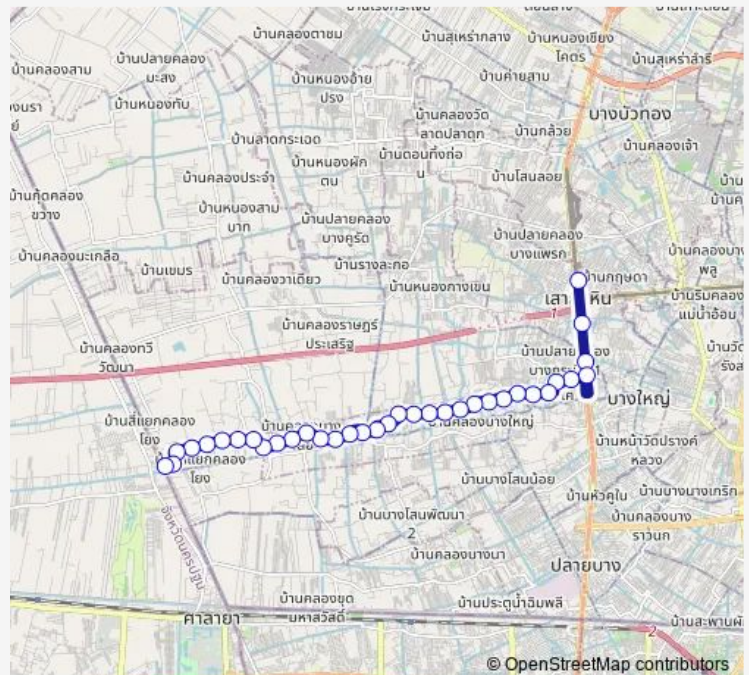 บ้านคลองตาชม
บ้านสุเหร่ากลาง
บ้านหนองเชียง
โคตร
บ้านสุเหร่าลำรี
บ้านปลายคลอง
มะสง
บ้านคลองสาม
บ้านหนองอ้าย
ปรง
บ้านค่ายสาม
บ้านหนองทับ
บ้านคลองวัด
ลาดปลาดุก
บางบัวทอง
บ้านกล้วย
บ้านลาดกระเฉด
บ้านคลองเจ้า
บ้านหนองผัก
ตบ
บ้านดอนทิ้งท่อ
น
บ้านคลองประจำ
บ้านโสนลอย
บ้านกุ้ดคลอง
ขวาง
บ้านหนองสาม
บาท
บ้านปลายคลอง
บางคูรัด
บ้านปลายคลอง
บางแพรก
บ้านคลองบาง
พลู
บ้านคลองนะเกลือ
บ้านเขมร
บ้านรางละกอ
บ้านคลองวาเดียว
บ้านหนองกางเขน
บ้านกฤษดา
บ้านริมคลอง
แม่น้ำอ้อน
1
บ้านคลองราษฎร์
ประเสริฐ
บ้านคลองทวี
วัฒนา
บางใหญ่
บ้านสี่แยกคลอง
โยง
บ้านคลองบางใหญ่
โยง
บ้านหน้าวัดปรางค์
หลวง
บ้านบางโสนน้อย
บ้านหัวคูใน
บ้านบางนางเกริก
จังหวัดนครปฐม
บ้านบางโสนพัฒนา
2
บ้านคลองบาง
ราวนก
บ้านคลองบางนา
ปลายบาง
บ้านคลองขุด
มหาสวัสดิ์
บ้านประตูน้ำฉิมพลี
ศาลายา
2
© OpenStreetMap contributors